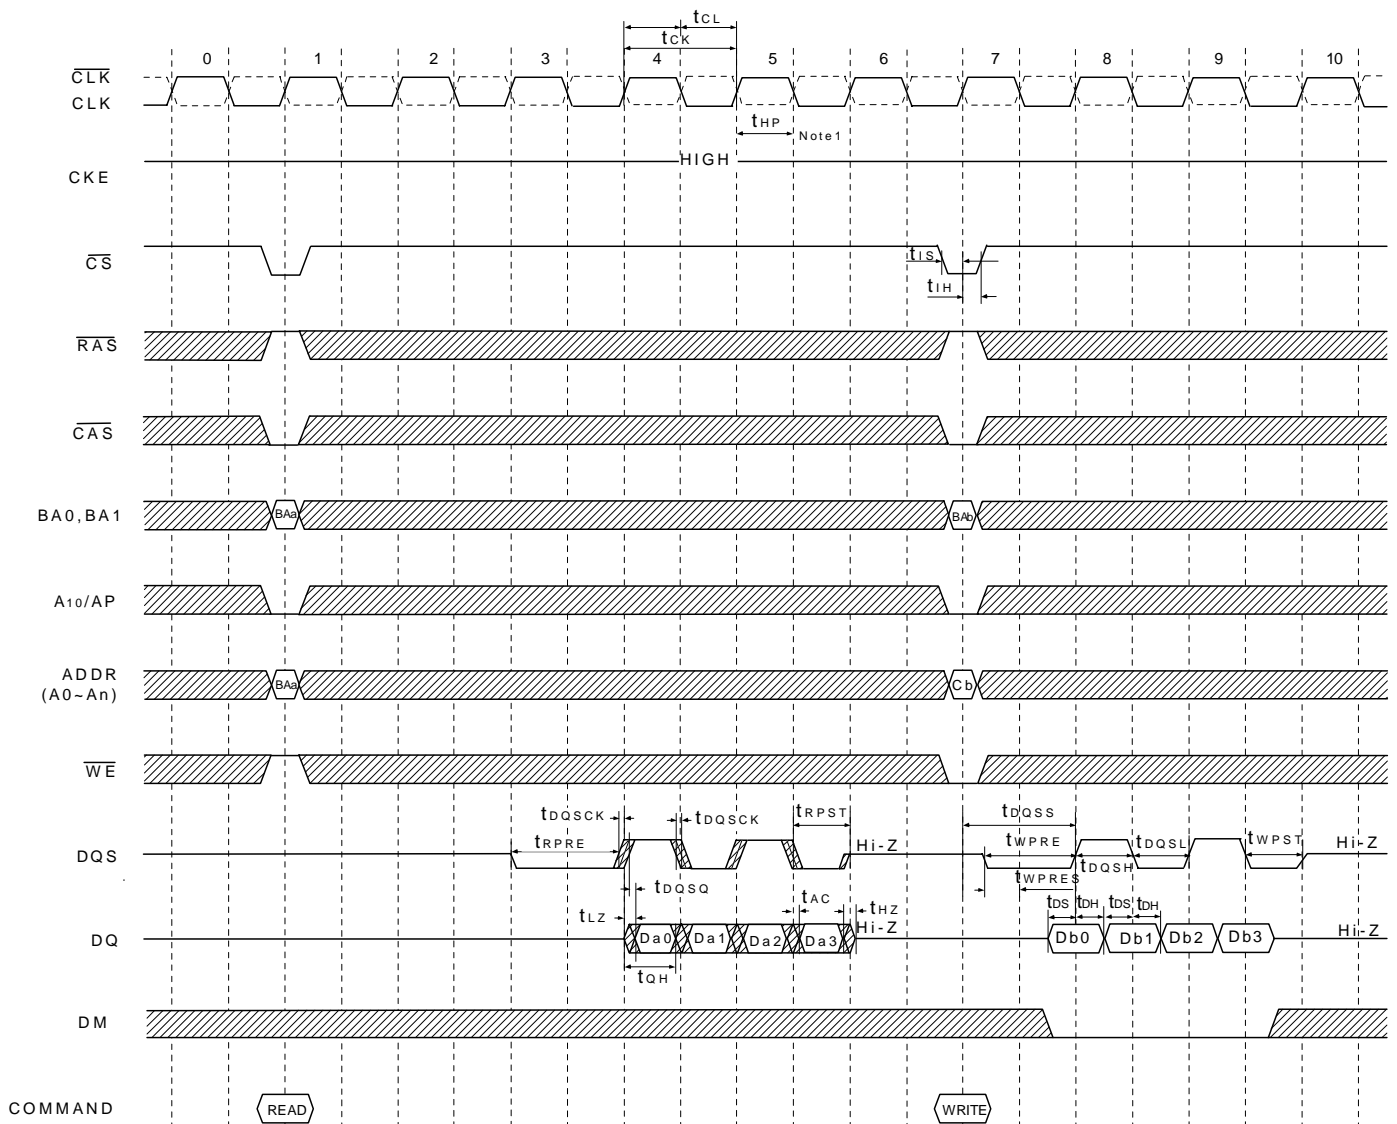 tCL
tCK
0 1 2 3 4 5 6 7 8 9 10
CLK
CLK
tHP Note1
HIGH
CKE
CS
tIS
tIH
RAS
CAS
BA0,BA1 BAa BAb
A10/AP
ADDR
(A0~An) BAa Cb
WE
tDQSCK tDQSCK tRPST tDQSS
tRPRE tWPRE tDQSL tWPST
DQS Hi-Z tDQSH Hi-Z
tDQSQ tWPRES
tLZ tAC tHZ tDS tDH tDS tDH
DQ Da0 Da1 Da2 Da3 Hi-Z Db0 Db1 Db2 Db3 Hi-Z
tQH
DM
COMMAND READ WRITE